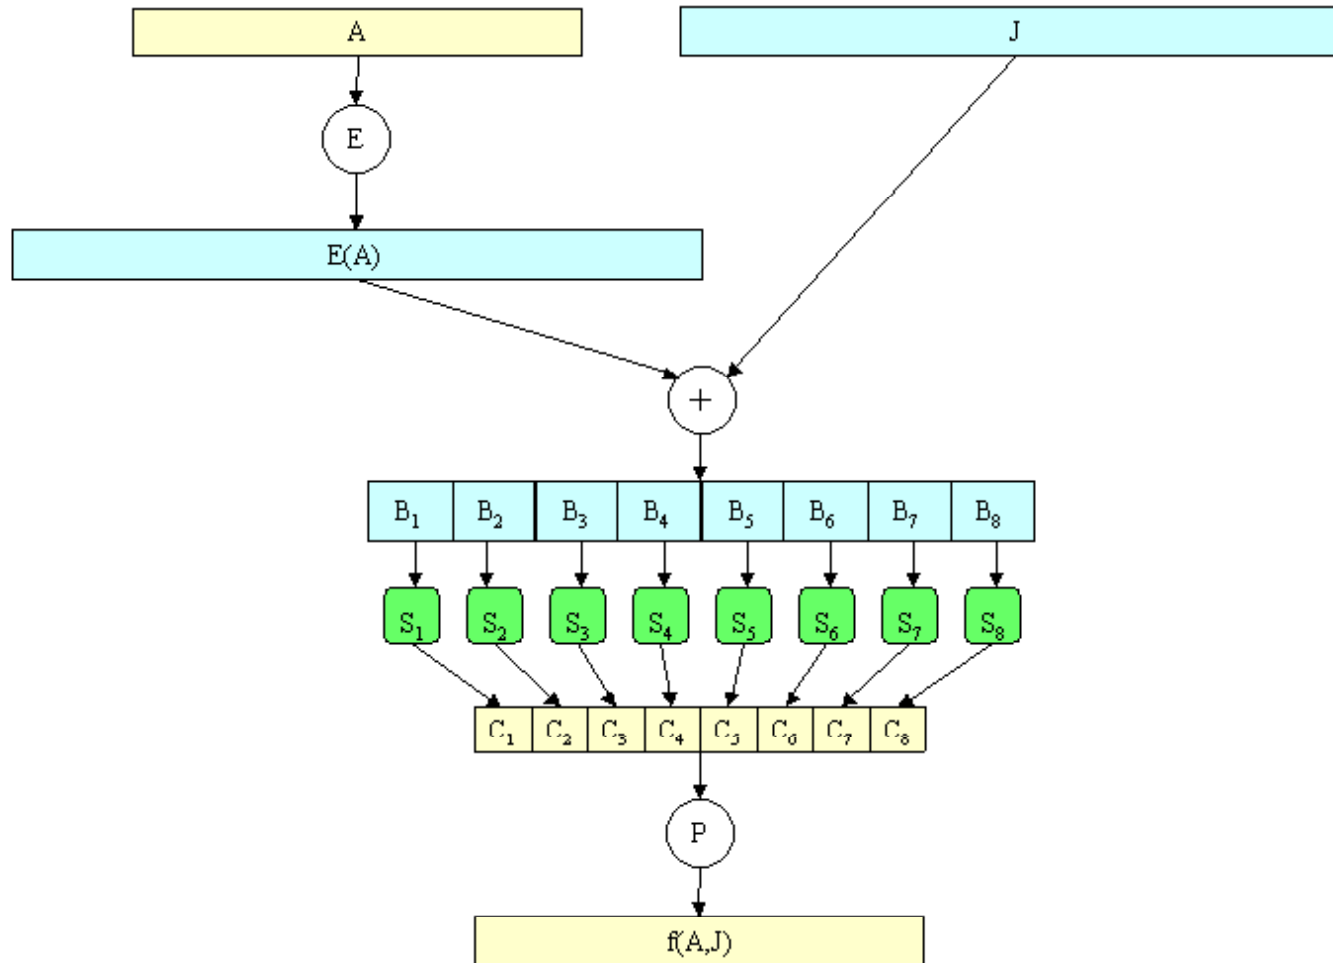 A J
E
E(A)
+
B₁ B₂ B₃ B₄ B₅ B₆ B₇ B₈
S₁ S₂ S₃ S₄ S₅ S₆ S₇ S₈
C₁ C₂ C₃ C₄ C₅ C₆ C₇ C₈
P
f(A,J)